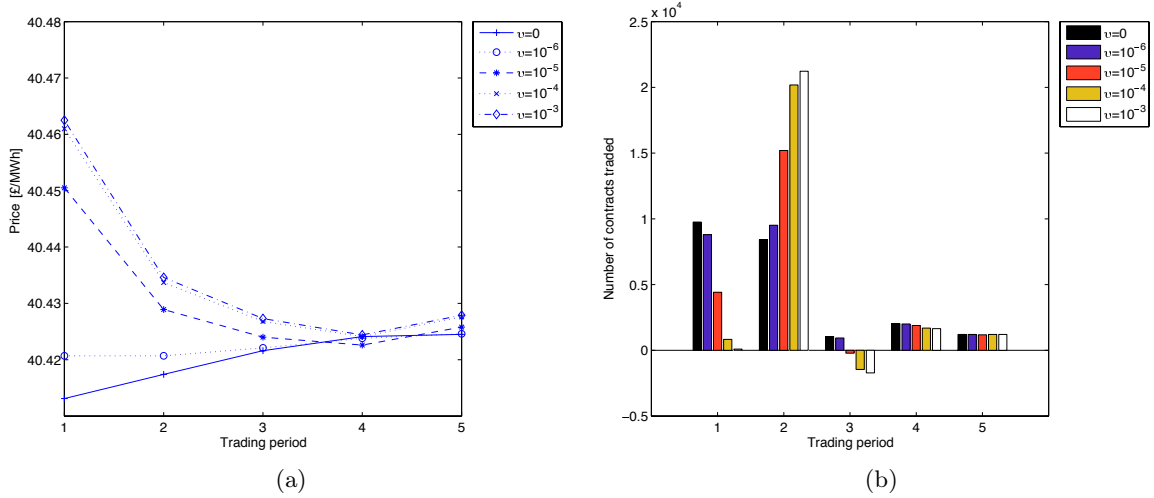 40.48
40.47
40.46
40.45
40.44
40.43
40.42
Price [£/MWh]
1 2 3 4 5
Trading period
υ=0
υ=10⁻⁶
υ=10⁻⁵
υ=10⁻⁴
υ=10⁻³
(a)
x 10⁴
2.5
2
1.5
1
0.5
0
−0.5
Number of contracts traded
1 2 3 4 5
Trading period
υ=0
υ=10⁻⁶
υ=10⁻⁵
υ=10⁻⁴
υ=10⁻³
(b)